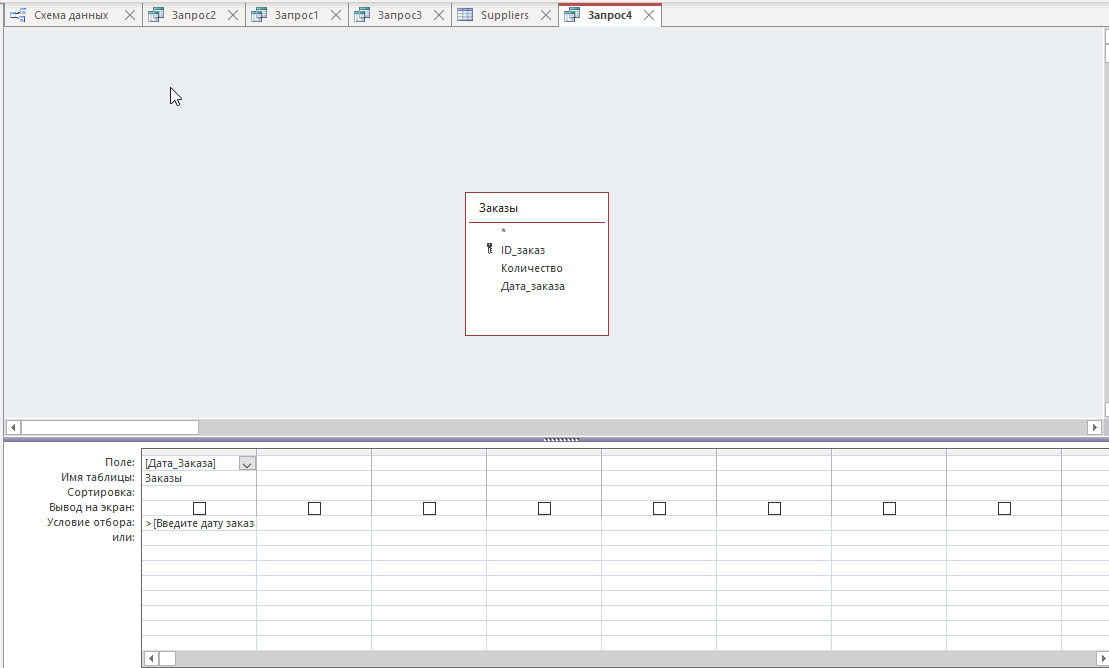 Схема данных Запрос2 Запрос1 Запрос3 Suppliers Запрос4
Заказы
*
ID_заказ
Количество
Дата_заказа
Поле: [Дата_Заказа]
Имя таблицы: Заказы
Сортировка:
Вывод на экран:
Условие отбора: >[Введите дату заказ
или: